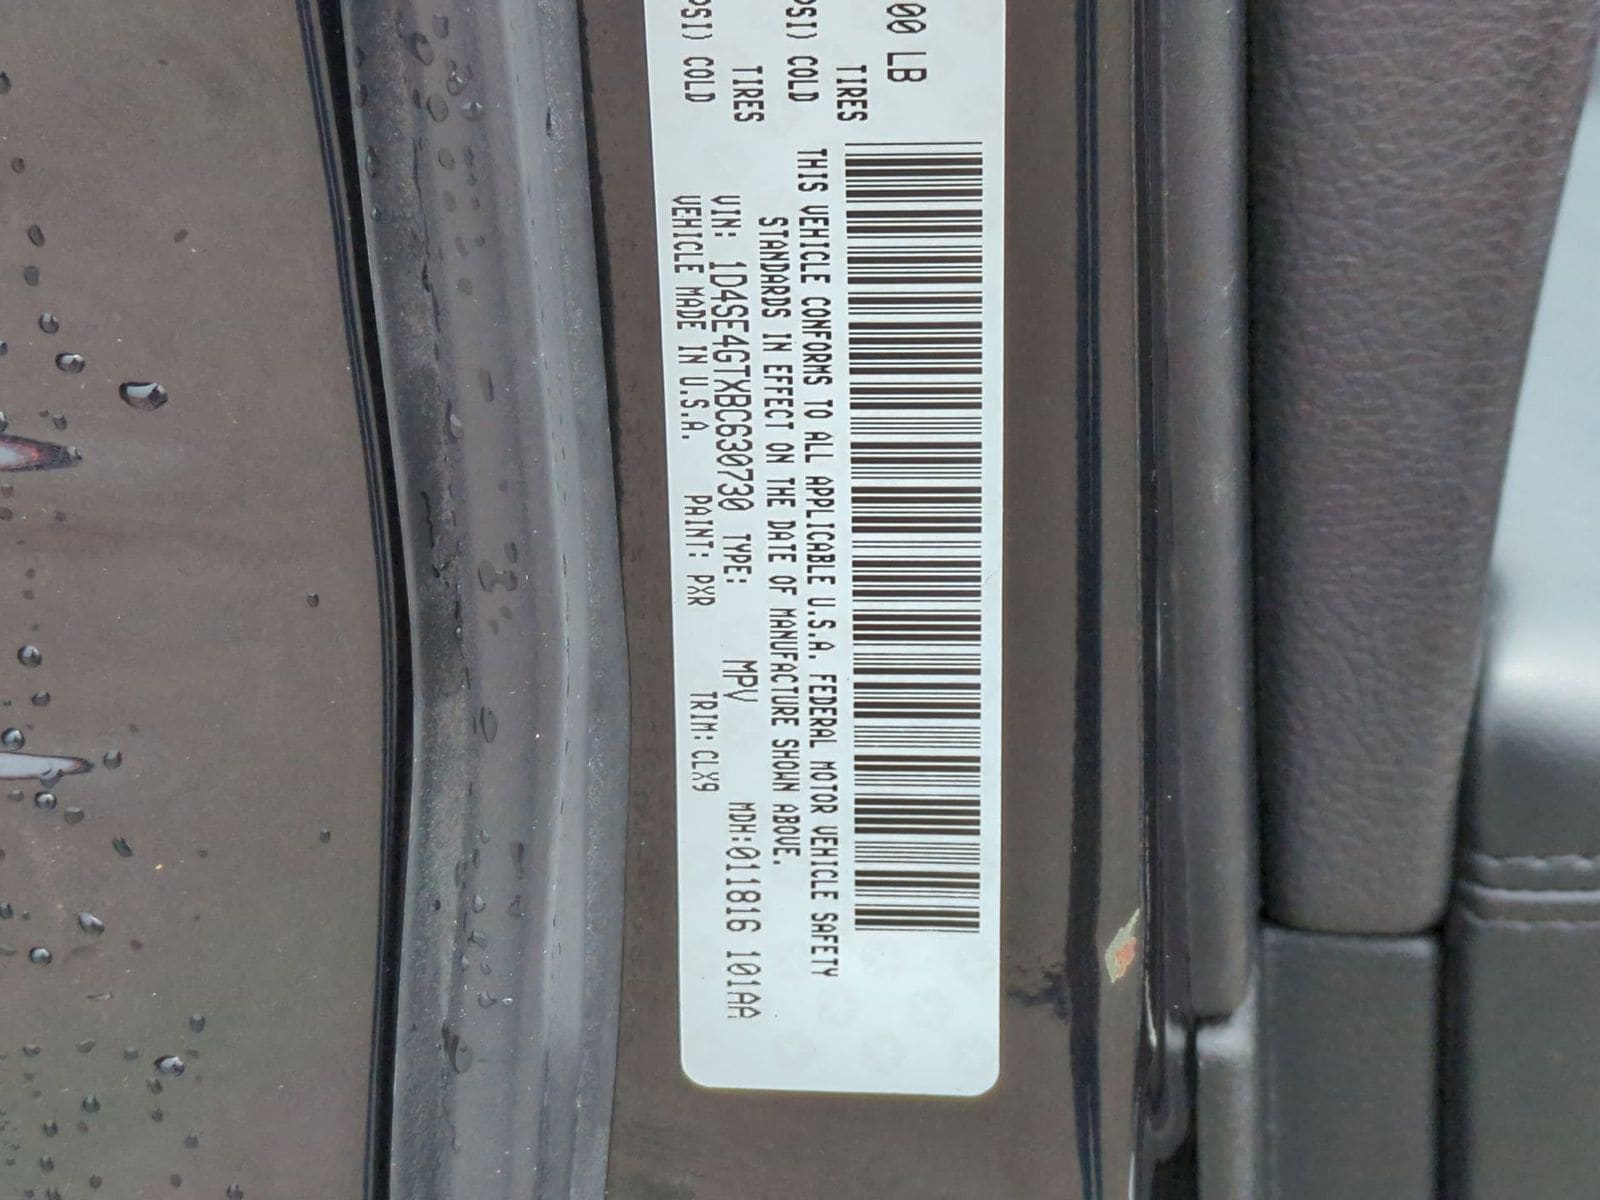 00 LB
TIRES
PSI) COLD
TIRES
PSI) COLD
THIS VEHICLE CONFORMS TO ALL APPLICABLE U.S.A. FEDERAL MOTOR VEHICLE SAFETY
STANDARDS IN EFFECT ON THE DATE OF MANUFACTURE SHOWN ABOVE.
VIN: 1D4SE4GTXBC630730 TYPE: MPV MDH:011816 101AA
VEHICLE MADE IN U.S.A. PAINT: PXR TRIM: CLX9